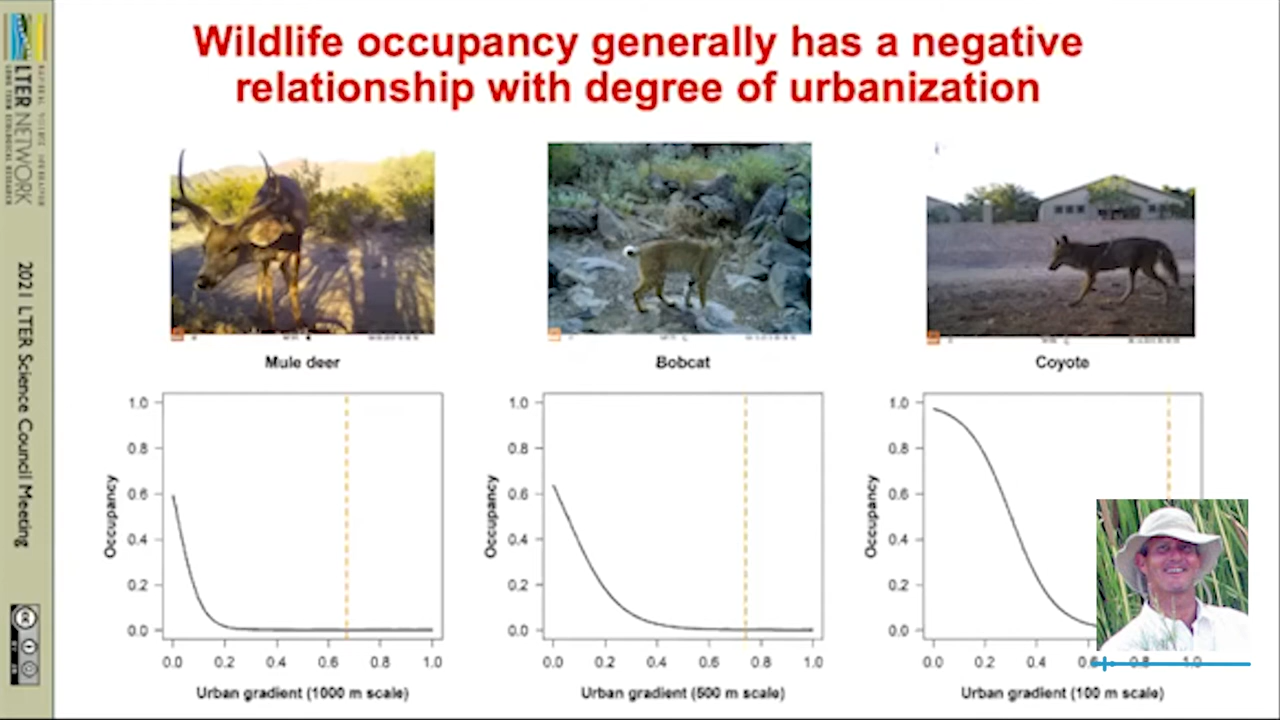 Wildlife occupancy generally has a negative
relationship with degree of urbanization
LTER NETWORK
LONG TERM ECOLOGICAL RESEARCH
2021 LTER Science Council Meeting
cc
Mule deer
Bobcat
Coyote
Occupancy
1.0
0.8
0.6
0.4
0.2
0.0
0.0 0.2 0.4 0.6 0.8 1.0
Urban gradient (1000 m scale)
Occupancy
1.0
0.8
0.6
0.4
0.2
0.0
0.0 0.2 0.4 0.6 0.8 1.0
Urban gradient (500 m scale)
Occupancy
1.0
0.8
0.6
0.4
0.2
0.0
0.0 0.2 0.4 0.6 0.8 1.0
Urban gradient (100 m scale)